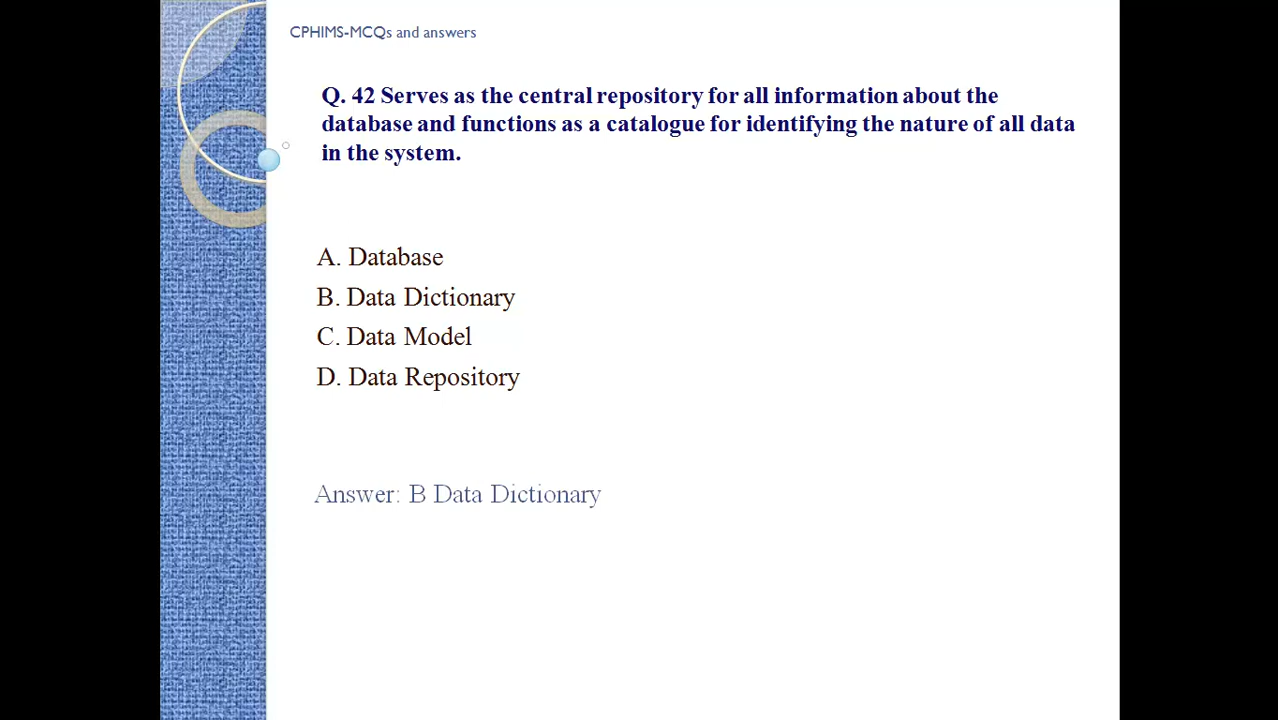 CPHIMS-MCQs and answers
Q. 42 Serves as the central repository for all information about the
database and functions as a catalogue for identifying the nature of all data
in the system.
A. Database
B. Data Dictionary
C. Data Model
D. Data Repository
Answer: B Data Dictionary